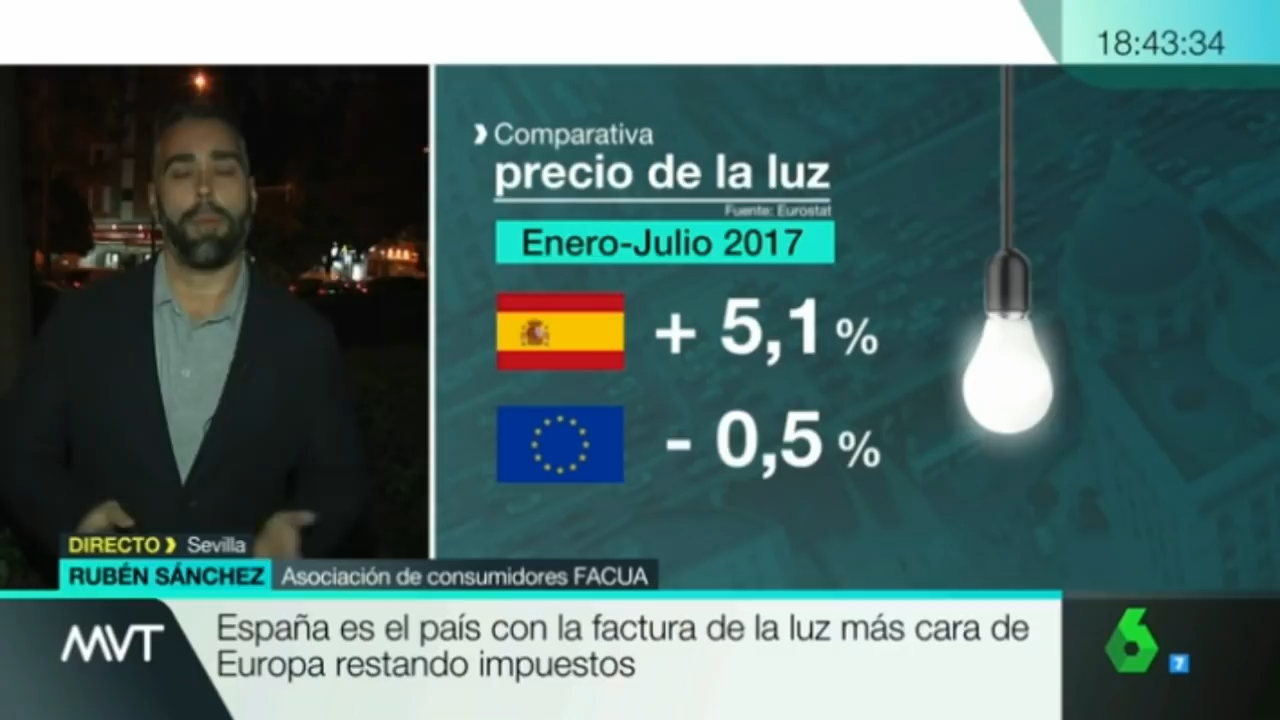 18:43:34
Comparativa
precio de la luz
Fuente: Eurostat
Enero-Julio 2017
+ 5,1 %
- 0,5 %
DIRECTO Sevilla
RUBÉN SÁNCHEZ Asociación de consumidores FACUA
MVT
España es el país con la factura de la luz más cara de
Europa restando impuestos
6
7